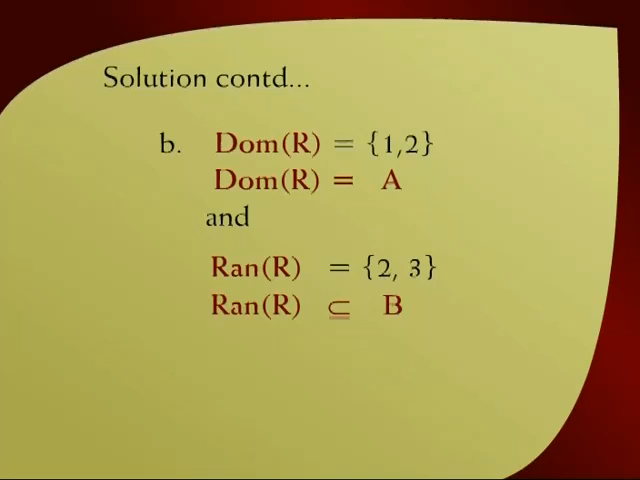 Solution contd...
b. Dom(R) = {1,2}
Dom(R) = A
and
Ran(R) = {2, 3}
Ran(R) ⊆ B